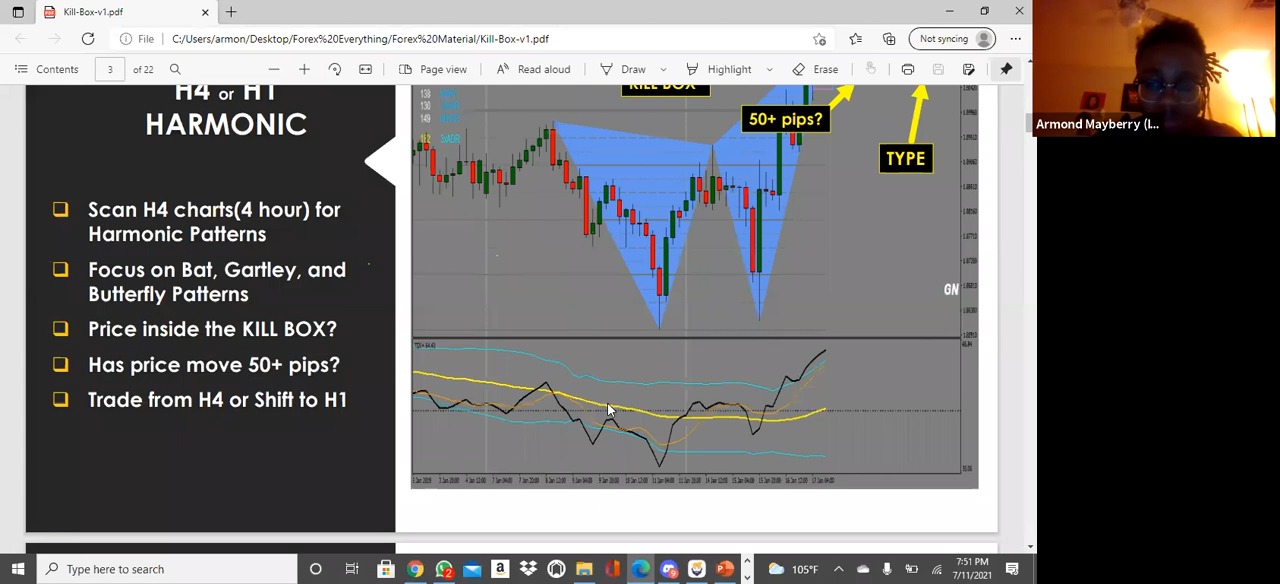 Kill-Box-v1.pdf
File
C:/Users/armon/Desktop/Forex%20Everything/Forex%20Material/Kill-Box-v1.pdf
Not syncing
Contents
3
of 22
Page view
Read aloud
Draw
Highlight
Erase
Armond Mayberry (I...
H4 or H1
HARMONIC
Scan H4 charts(4 hour) for
Harmonic Patterns
Focus on Bat, Gartley, and
Butterfly Patterns
Price inside the KILL BOX?
Has price move 50+ pips?
Trade from H4 or Shift to H1
138
130
149
KILL BOX
50+ pips?
TYPE
GN
Type here to search
2
105°F
7:51 PM
7/11/2021